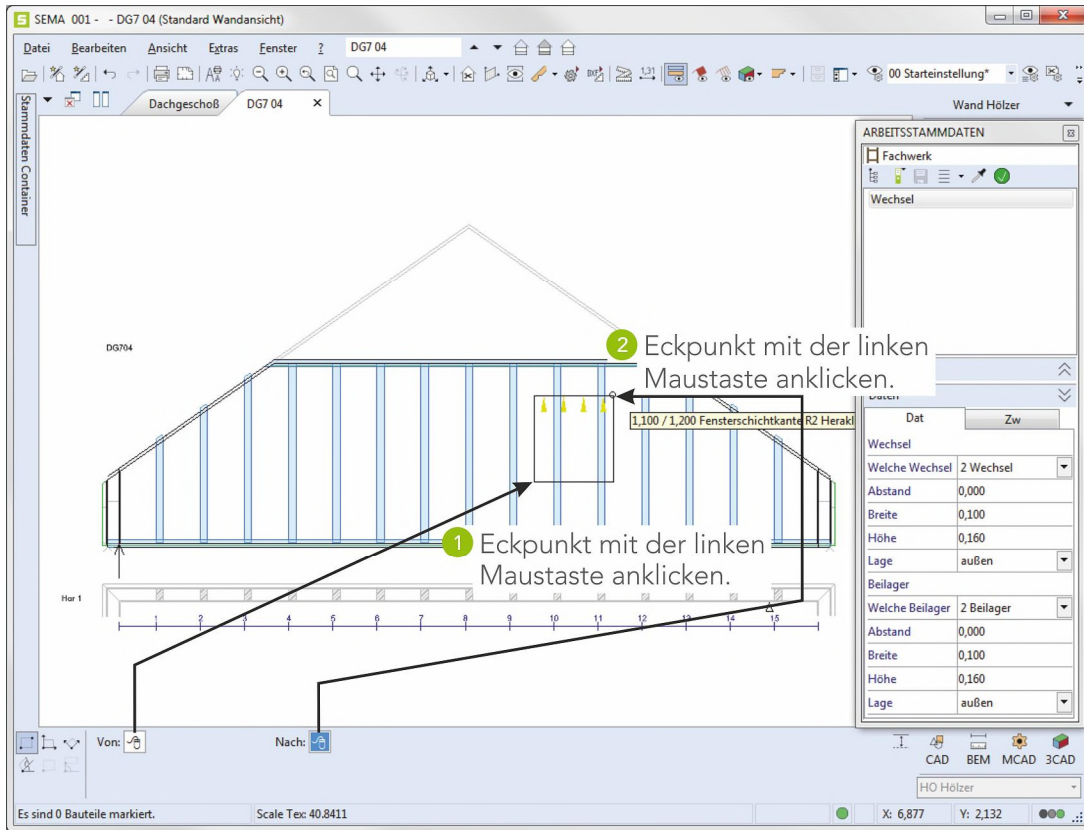 SEMA 001 - - DG7 04 (Standard Wandansicht)
Datei Bearbeiten Ansicht Extras Fenster ? DG7 04
00 Starteinstellung*
Dachgeschoß DG7 04 Wand Hölzer
Stammdaten Container
ARBEITSSTAMMDATEN
Fachwerk
Wechsel
DG704
2 Eckpunkt mit der linken
Maustaste anklicken.
1,100 / 1,200 Fensterschichtkante R2 Herakl
1 Eckpunkt mit der linken
Maustaste anklicken.
Har 1
1 2 3 4 5 6 7 8 9 10 11 12 13 14 15
Daten
Dat Zw
Wechsel
Welche Wechsel 2 Wechsel
Abstand 0,000
Breite 0,100
Höhe 0,160
Lage außen
Beilager
Welche Beilager 2 Beilager
Abstand 0,000
Breite 0,100
Höhe 0,160
Lage außen
Von: Nach:
CAD BEM MCAD 3CAD
HO Hölzer
Es sind 0 Bauteile markiert. Scale Tex: 40.8411 X: 6,877 Y: 2,132